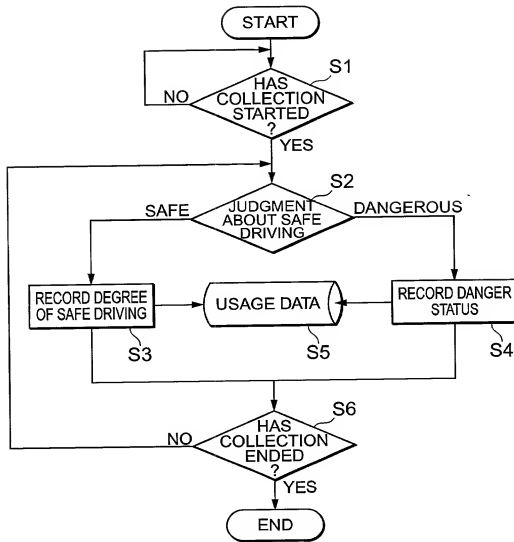 START
S1
HAS
COLLECTION
STARTED
?
NO
YES
S2
JUDGMENT
ABOUT SAFE
DRIVING
SAFE
DANGEROUS
RECORD DEGREE
OF SAFE DRIVING
S3
USAGE DATA
S5
RECORD DANGER
STATUS
S4
S6
HAS
COLLECTION
ENDED
?
NO
YES
END